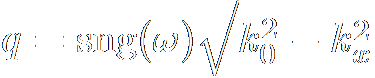 q = sng(ω)√(k₀² − kₓ²)